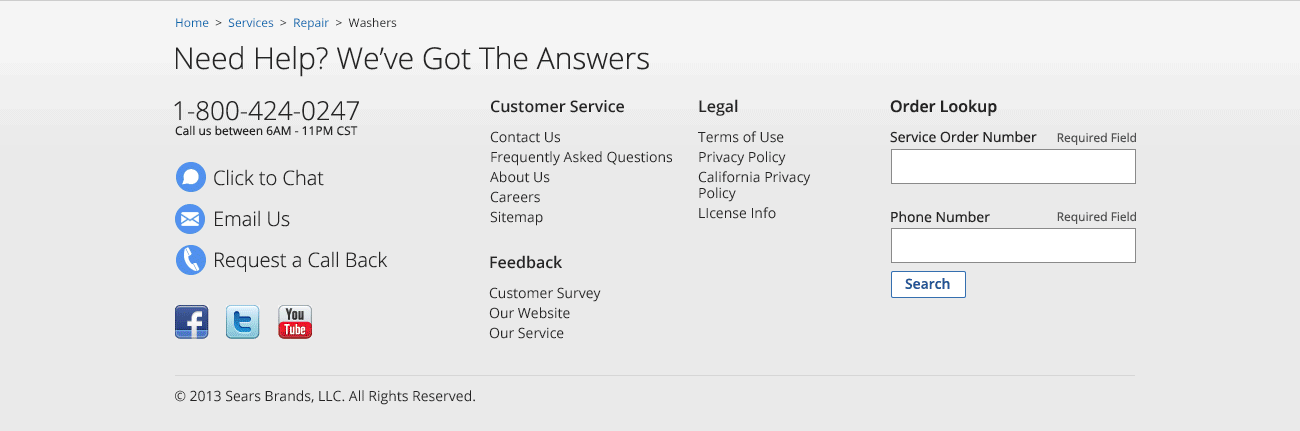 Home > Services > Repair > Washers
Need Help? We've Got The Answers
1-800-424-0247
Call us between 6AM - 11PM CST
Click to Chat
Email Us
Request a Call Back
You
Tube
Customer Service
Contact Us
Frequently Asked Questions
About Us
Careers
Sitemap
Feedback
Customer Survey
Our Website
Our Service
Legal
Terms of Use
Privacy Policy
California Privacy
Policy
LIcense Info
Order Lookup
Service Order Number Required Field
Phone Number Required Field
Search
© 2013 Sears Brands, LLC. All Rights Reserved.